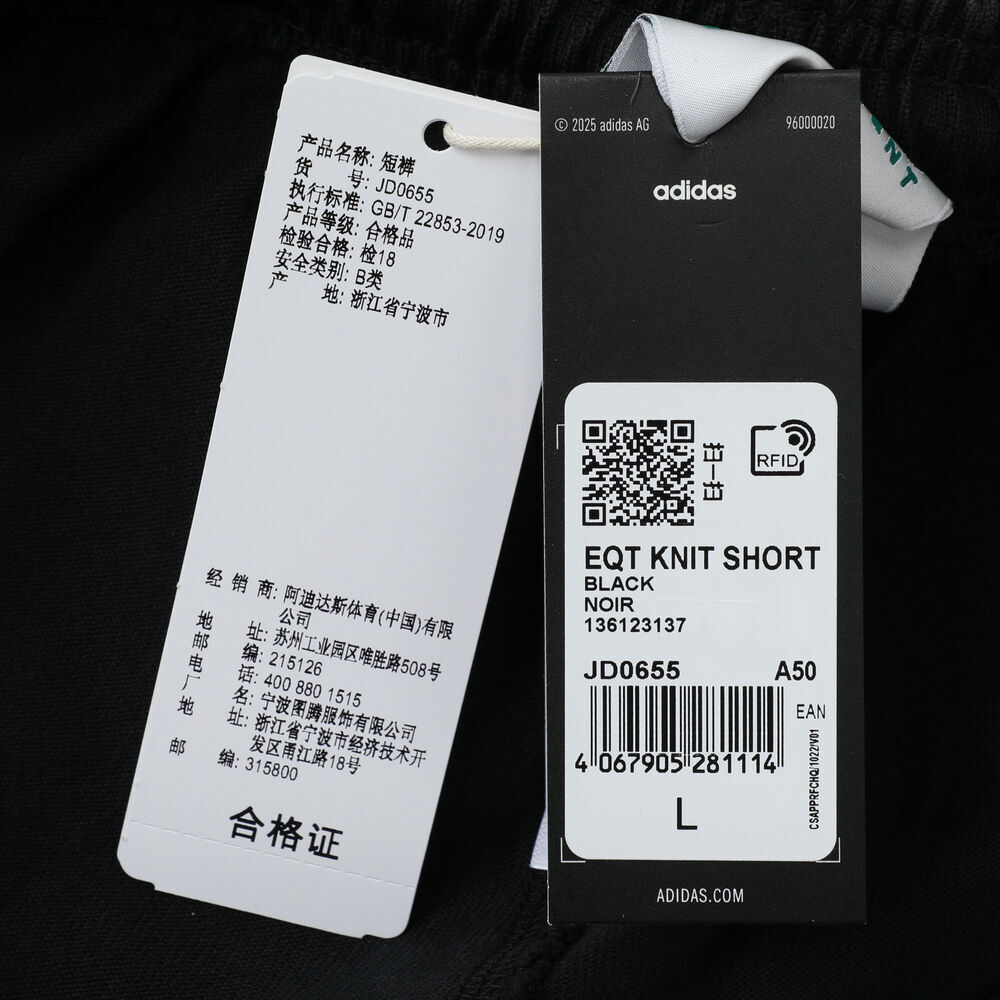 产品名称: 短裤
货 号: JD0655
执行标准: GB/T 22853-2019
产品等级: 合格品
检验合格: 检18
安全类别: B类
产 地: 浙江省宁波市
经 销 商: 阿迪达斯体育(中国)有限
公司
地 址: 苏州工业园区唯胜路508号
邮 编: 215126
电 话: 400 880 1515
厂 名: 宁波图腾服饰有限公司
地 址: 浙江省宁波市经济技术开
发区甬江路18号
邮 编: 315800
合格证
© 2025 adidas AG
96000020
adidas
RFID
EQT KNIT SHORT
BLACK
NOIR
136123137
JD0655 A50
EAN
4 067905 281114
CSAPPRFCHQ/1022/V01
L
ADIDAS.COM